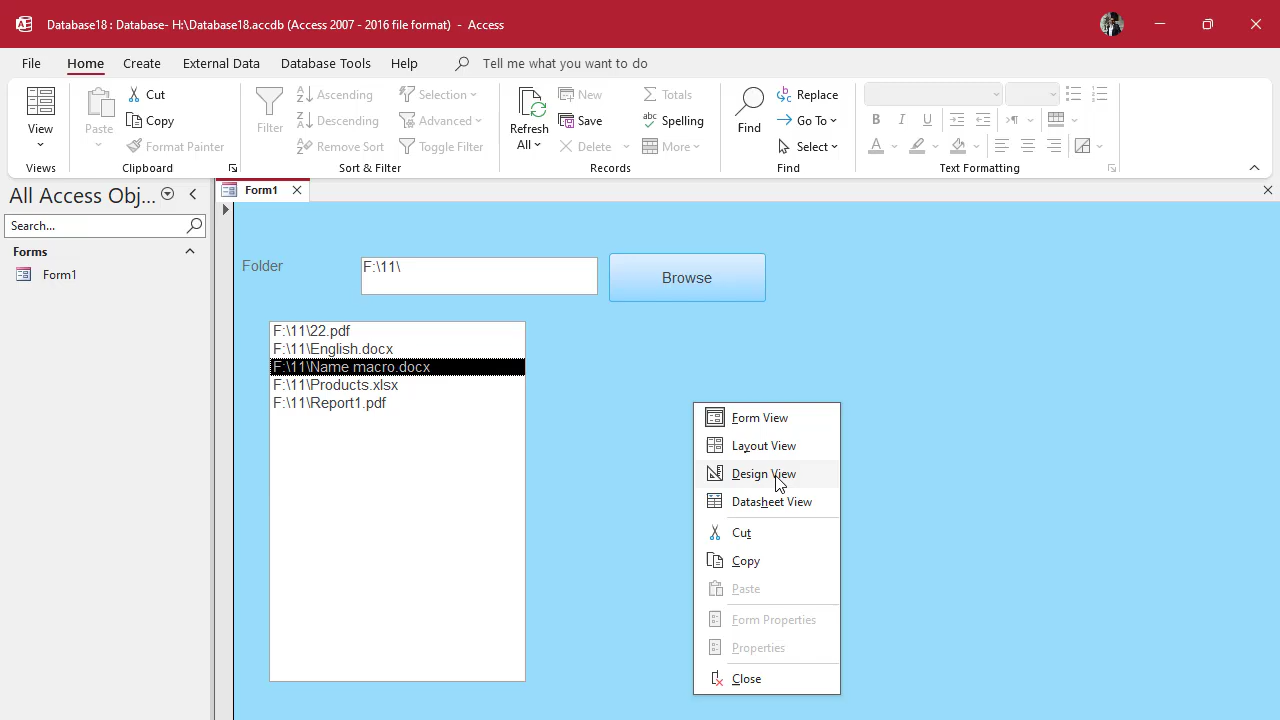 Database18 : Database- H:\Database18.accdb (Access 2007 - 2016 file format) - Access
File Home Create External Data Database Tools Help Tell me what you want to do
View
Views
Paste
Cut
Copy
Format Painter
Clipboard
Filter
Ascending
Descending
Remove Sort
Selection
Advanced
Toggle Filter
Sort & Filter
Refresh
All
New
Save
Delete
Totals
Spelling
More
Records
Find
Replace
Go To
Select
Find
B I U
A
Text Formatting
All Access Obj...
Search...
Forms
Form1
Form1
Folder
F:\11\
Browse
F:\11\22.pdf
F:\11\English.docx
F:\11\Name macro.docx
F:\11\Products.xlsx
F:\11\Report1.pdf
Form View
Layout View
Design View
Datasheet View
Cut
Copy
Paste
Form Properties
Properties
Close